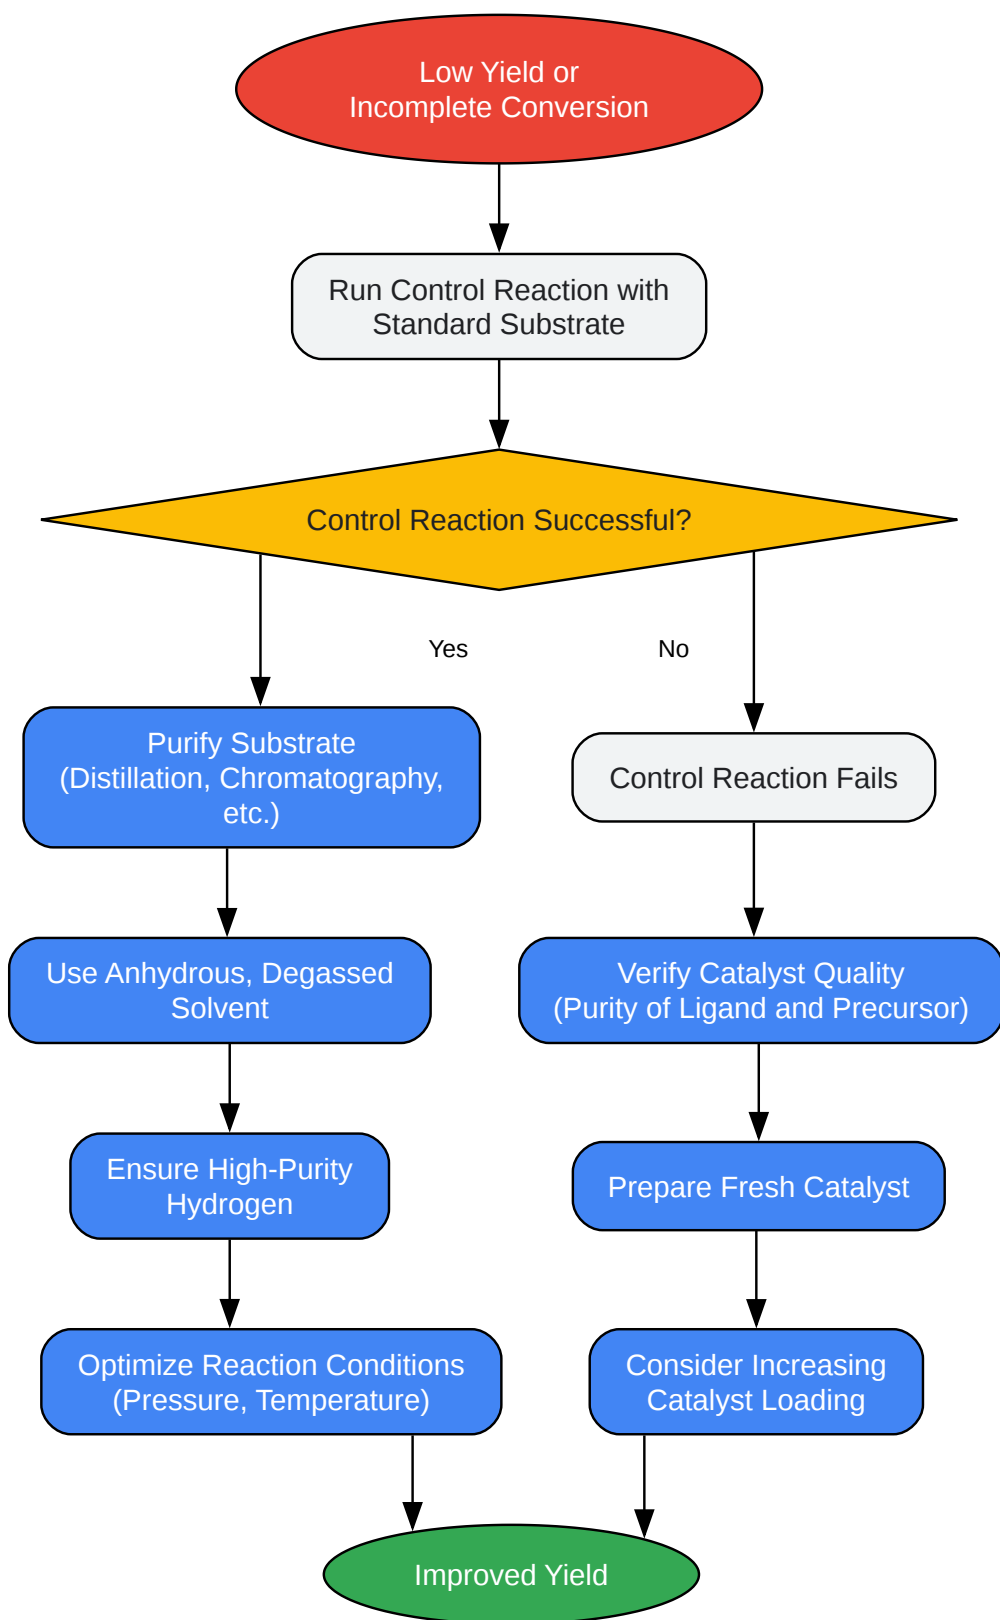 Low Yield or
Incomplete Conversion
Run Control Reaction with
Standard Substrate
Control Reaction Successful?
Yes
No
Purify Substrate
(Distillation, Chromatography,
etc.)
Control Reaction Fails
Use Anhydrous, Degassed
Solvent
Verify Catalyst Quality
(Purity of Ligand and Precursor)
Ensure High-Purity
Hydrogen
Prepare Fresh Catalyst
Optimize Reaction Conditions
(Pressure, Temperature)
Consider Increasing
Catalyst Loading
Improved Yield